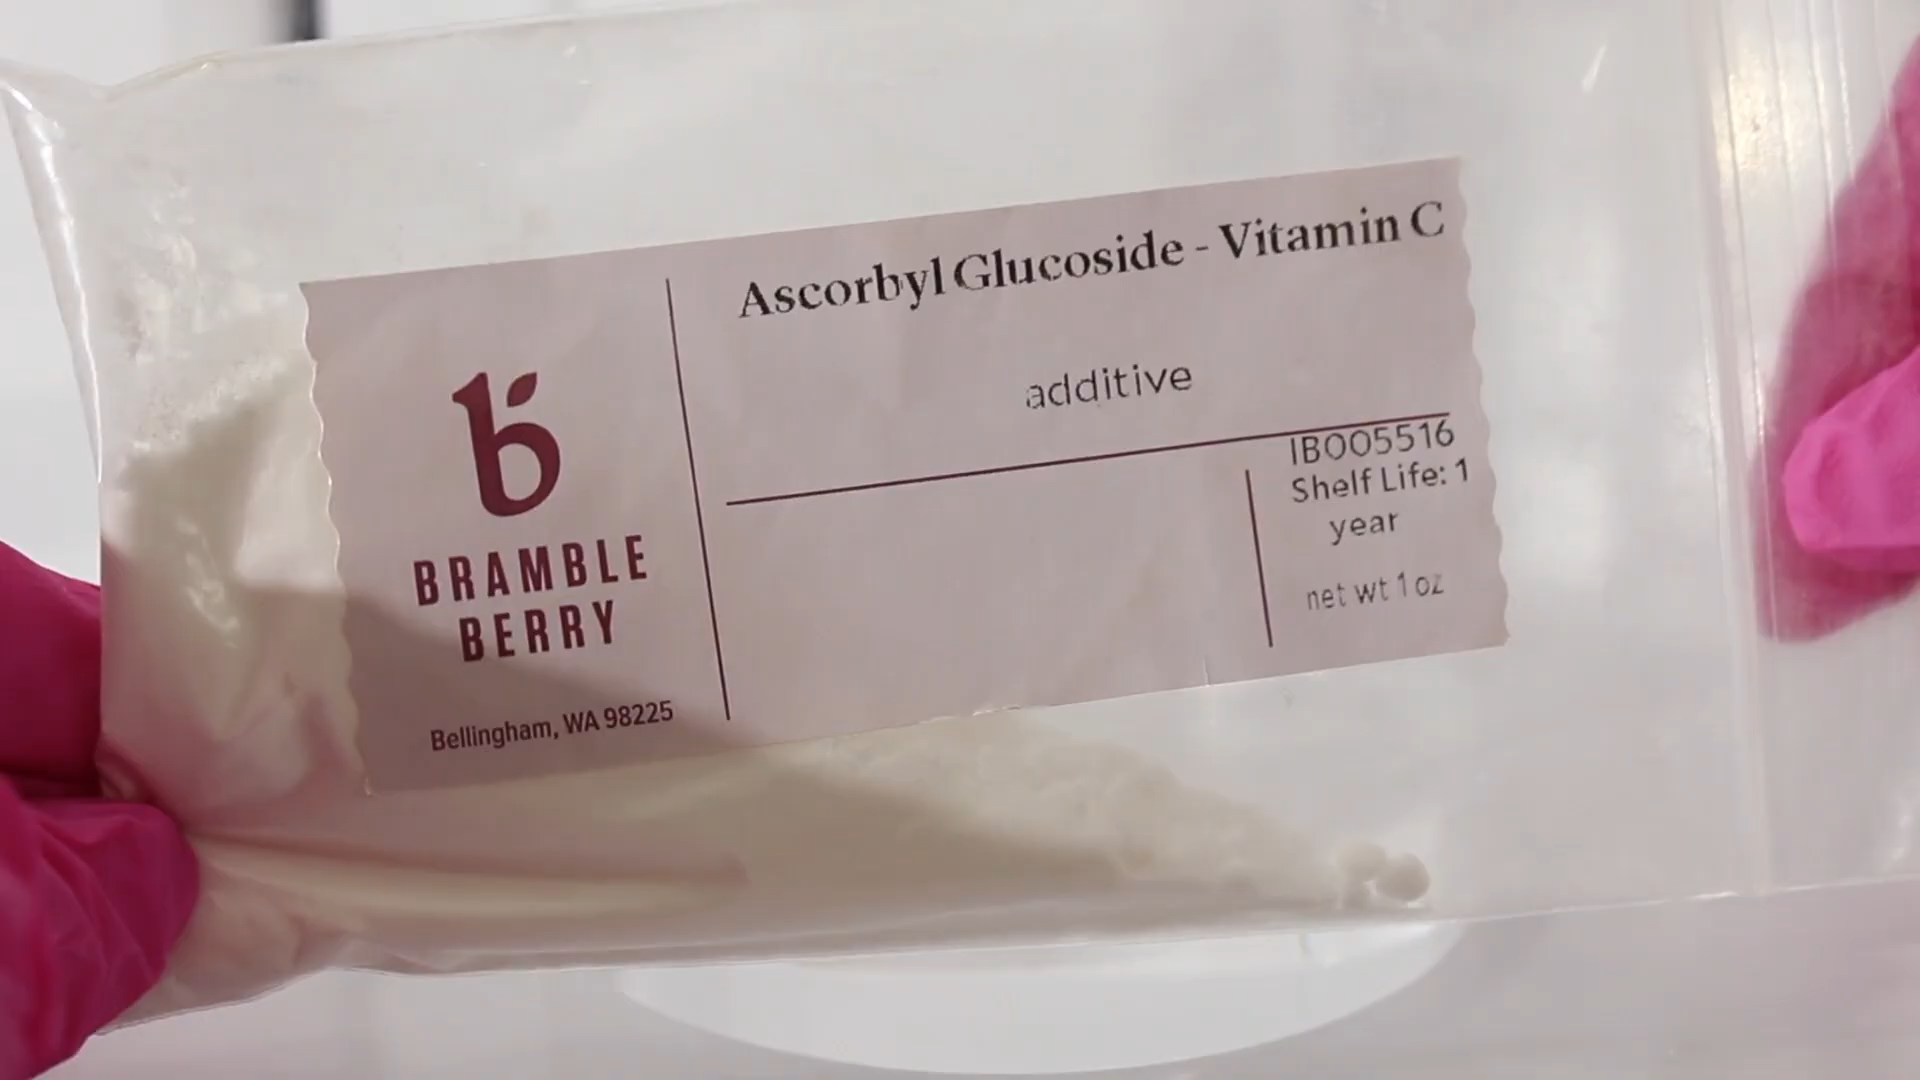 Ascorbyl Glucoside - Vitamin C
additive
b
BRAMBLE
BERRY
Bellingham, WA 98225
IB005516
Shelf Life: 1
year
net wt 1 oz